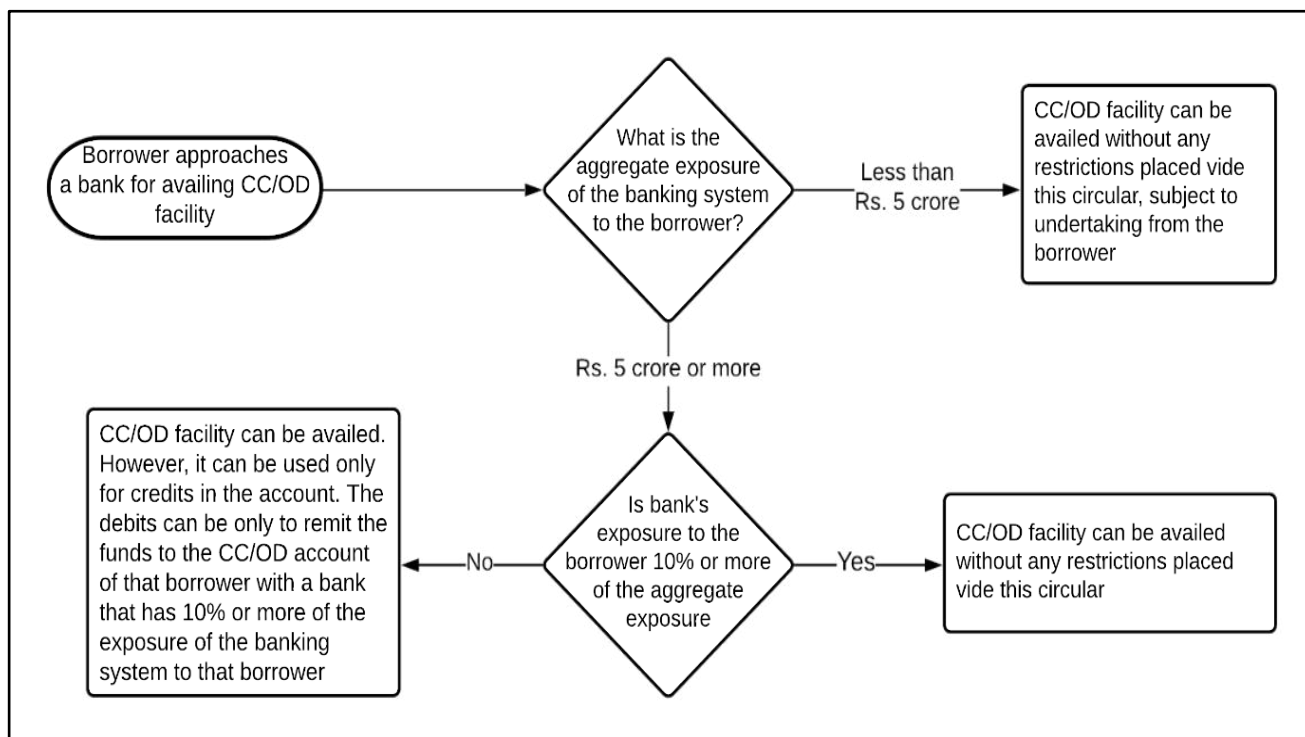 Borrower approaches
a bank for availing CC/OD
facility
What is the
aggregate exposure
of the banking system
to the borrower?
Less than
Rs. 5 crore
CC/OD facility can be
availed without any
restrictions placed vide
this circular, subject to
undertaking from the
borrower
Rs. 5 crore or more
Is bank's
exposure to the
borrower 10% or more
of the aggregate
exposure
No
CC/OD facility can be availed.
However, it can be used only
for credits in the account. The
debits can be only to remit the
funds to the CC/OD account
of that borrower with a bank
that has 10% or more of the
exposure of the banking
system to that borrower
Yes
CC/OD facility can be availed
without any restrictions placed
vide this circular